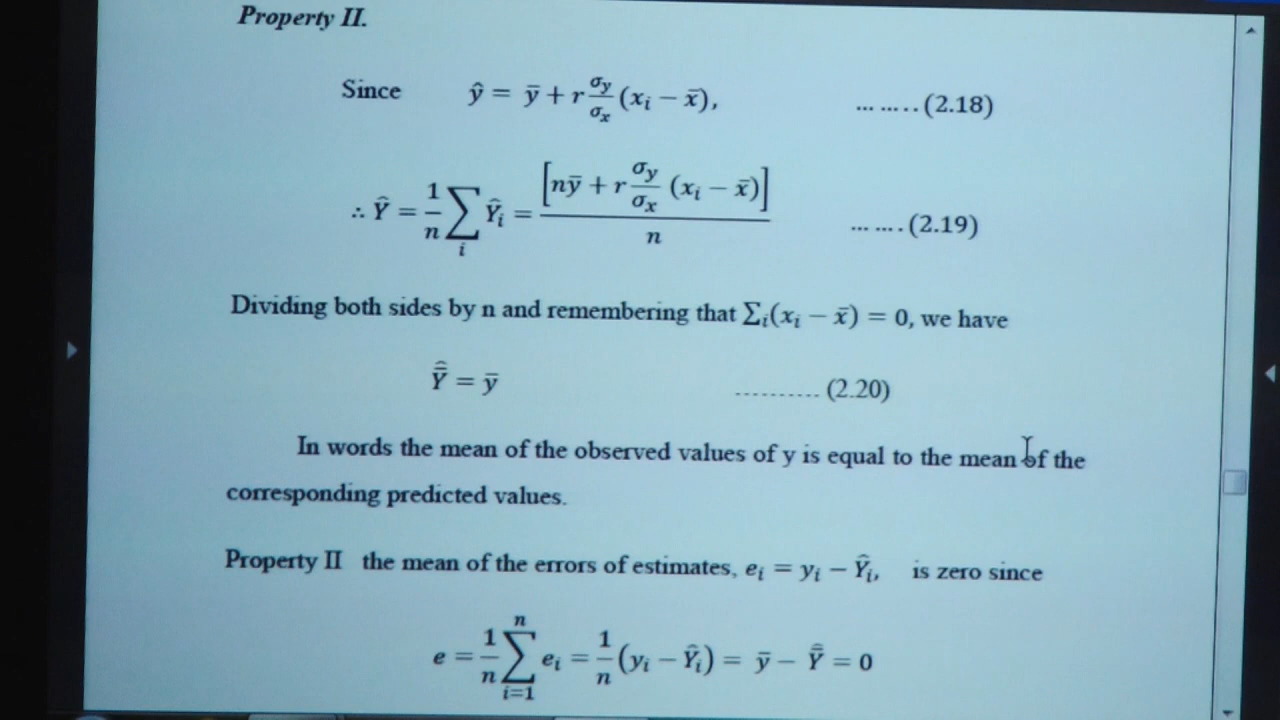 Property II.
Since ŷ = ȳ + r σy/σx (xᵢ − x̄), ... ..... (2.18)
∴ Ŷ = 1/n ∑ᵢ Ŷᵢ = [nȳ + r σy/σx (xᵢ − x̄)] / n ... ... . (2.19)
Dividing both sides by n and remembering that Σᵢ(xᵢ − x̄) = 0, we have
Ŷ̄ = ȳ .......... (2.20)
In words the mean of the observed values of y is equal to the mean of the
corresponding predicted values.
Property II the mean of the errors of estimates, eᵢ = yᵢ − Ŷᵢ, is zero since
e = 1/n ∑ⁿᵢ₌₁ eᵢ = 1/n (yᵢ − Ŷᵢ) = ȳ − Ŷ̄ = 0